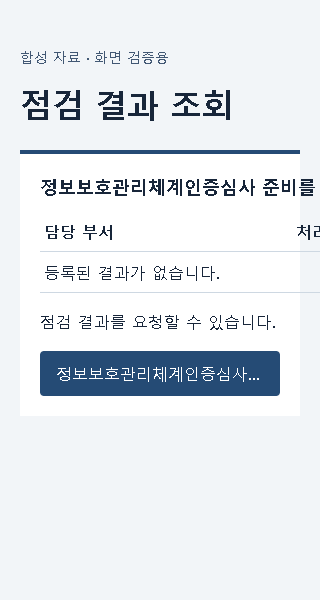 합성 자료 · 화면 검증용
점검 결과 조회
정보보호관리체계인증심사 준비를
담당 부서
등록된 결과가 없습니다.
점검 결과를 요청할 수 있습니다.
정보보호관리체계인증심사...